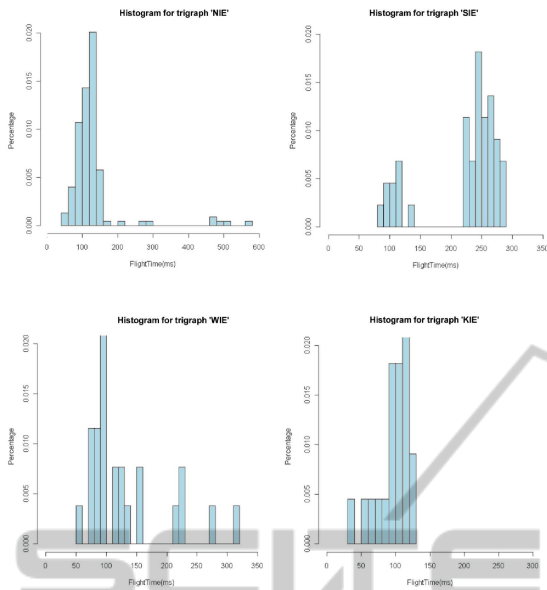 Histogram for trigraph 'NIE'
Percentage
0.000 0.005 0.010 0.015 0.020
0 100 200 300 400 500 600
FlightTime(ms)
Histogram for trigraph 'SIE'
Percentage
0.000 0.005 0.010 0.015 0.020
0 50 100 150 200 250 300 350
FlightTime(ms)
Histogram for trigraph 'WIE'
Percentage
0.000 0.005 0.010 0.015 0.020
0 50 100 150 200 250 300 350
FlightTime(ms)
Histogram for trigraph 'KIE'
Percentage
0.000 0.005 0.010 0.015 0.020
0 50 100 150 200 250 300
FlightTime(ms)